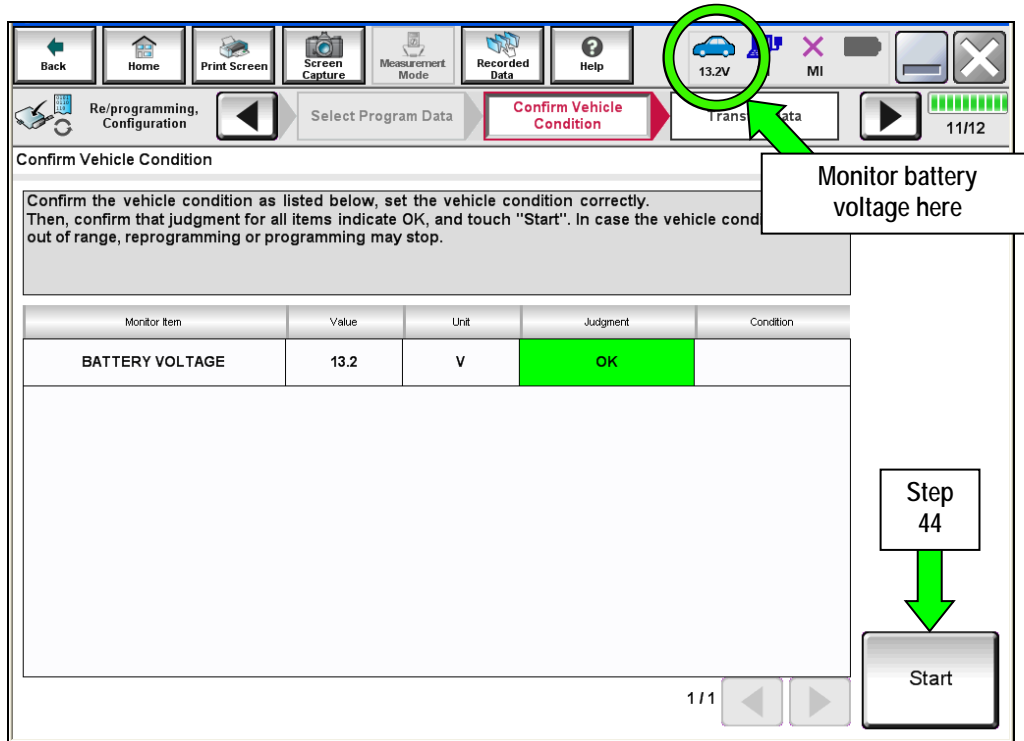 Back
Home
Print Screen
Screen
Capture
Measurement
Mode
Recorded
Data
Help
13.2V
MI
Re/programming,
Configuration
Select Program Data
Confirm Vehicle
Condition
11/12
Confirm Vehicle Condition
Monitor battery
voltage here
Confirm the vehicle condition as listed below, set the vehicle condition correctly.
Then, confirm that judgment for all items indicate OK, and touch "Start". In case the vehicle
out of range, reprogramming or programming may stop.
Monitor Item Value Unit Judgment Condition
BATTERY VOLTAGE 13.2 V OK
Step
44
Start
1/1